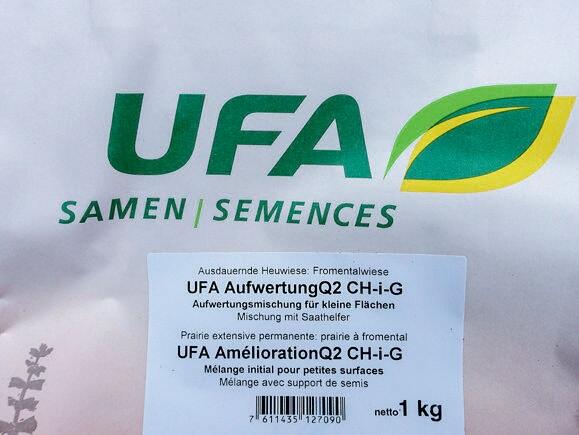 UFA
SAMEN | SEMENCES
Ausdauernde Heuwiese: Fromentalwiese
UFA AufwertungQ2 CH-i-G
Aufwertungsmischung für kleine Flächen
Mischung mit Saathelfer
Prairie extensive permanente: prairie à fromental
UFA AméliorationQ2 CH-i-G
Mélange initial pour petites surfaces
Mélange avec support de semis
netto 1 kg
7 611435 127090